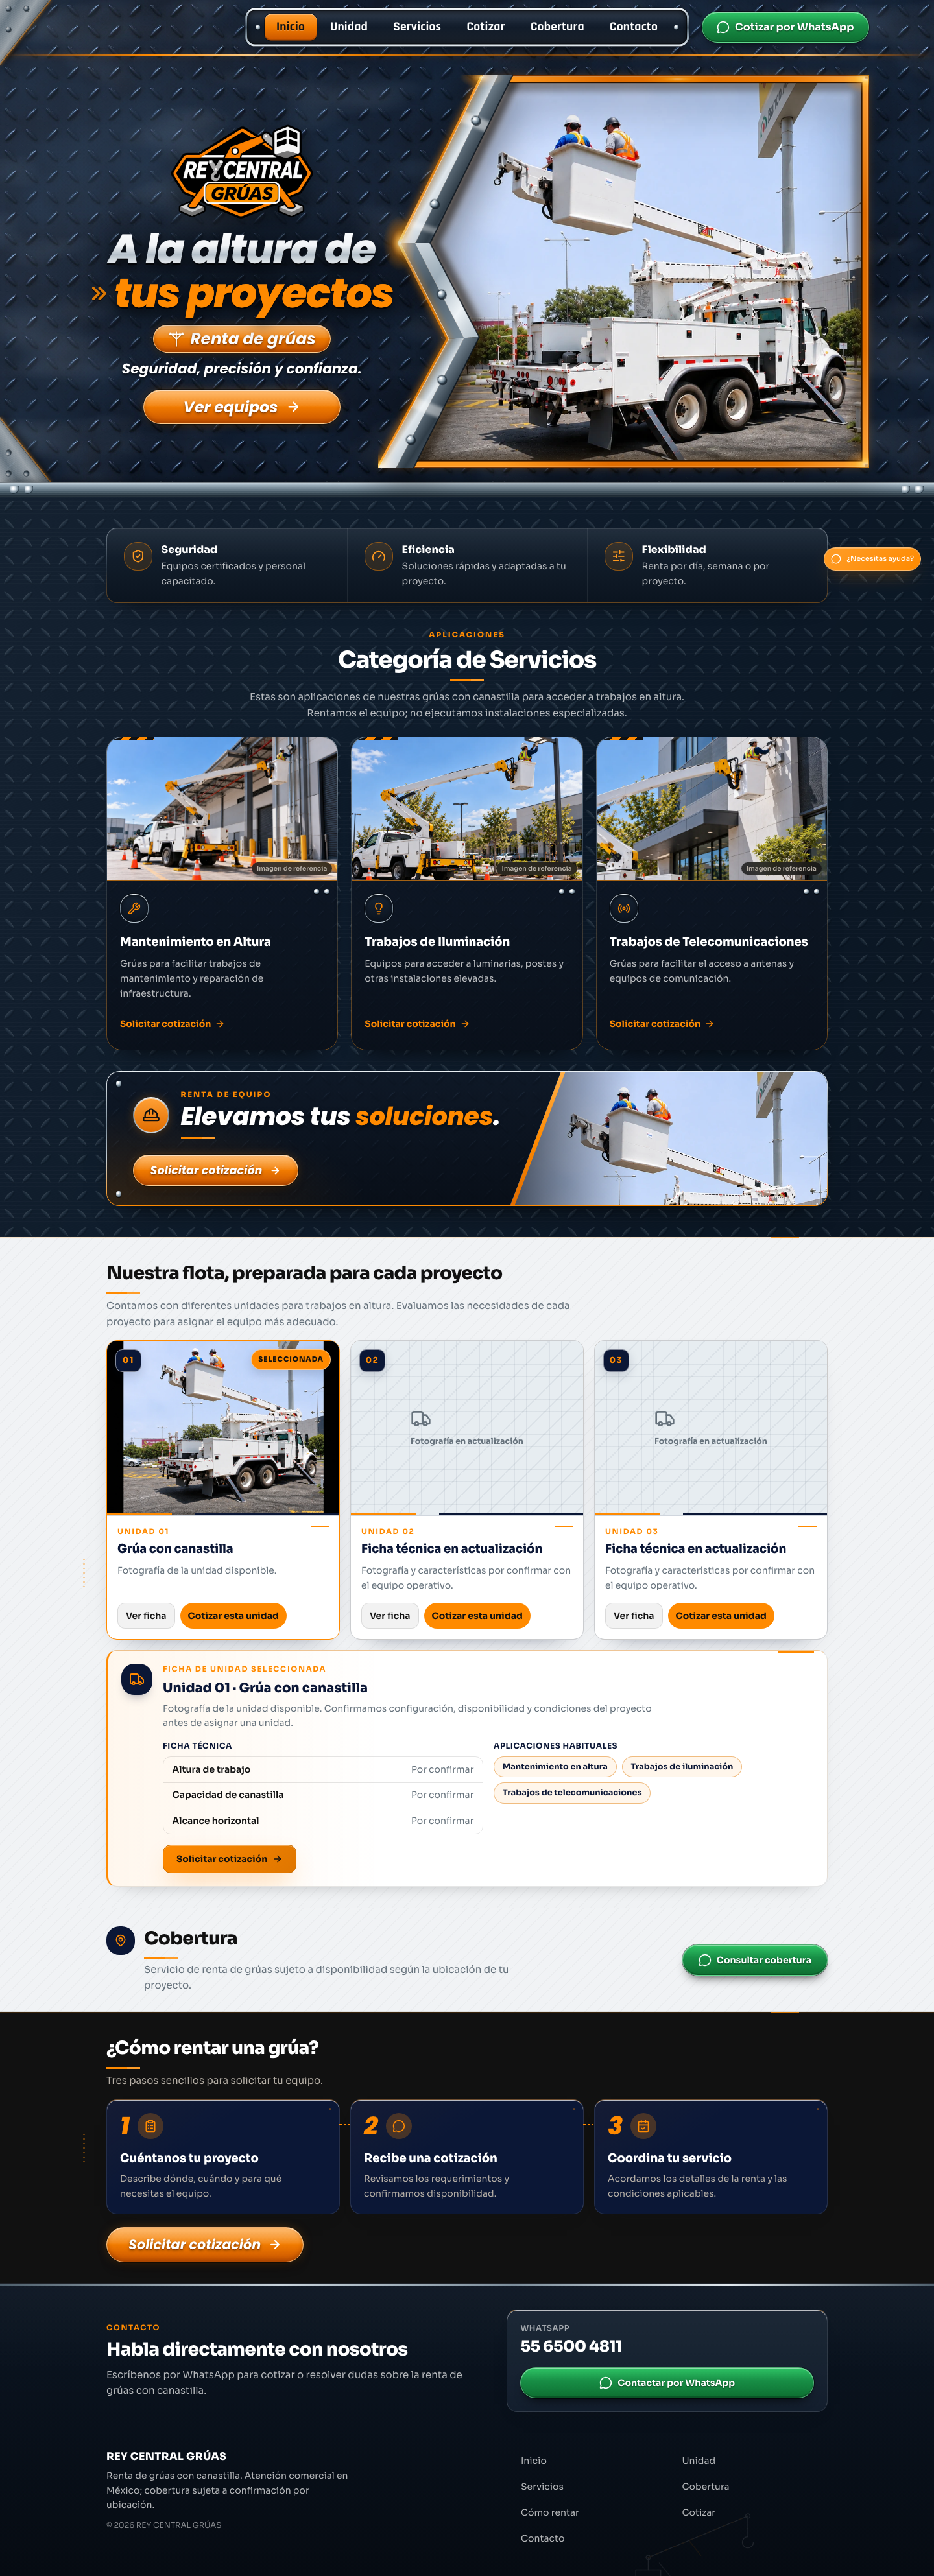 Inicio
Unidad
Servicios
Cotizar
Cobertura
Contacto
Cotizar por WhatsApp
REYCENTRAL
GRÚAS
A la altura de
» tus proyectos
Renta de grúas
Seguridad, precisión y confianza.
Ver equipos →
Seguridad
Equipos certificados y personal
capacitado.
Eficiencia
Soluciones rápidas y adaptadas a tu
proyecto.
Flexibilidad
Renta por día, semana o por
proyecto.
¿Necesitas ayuda?
APLICACIONES
Categoría de Servicios
Estas son aplicaciones de nuestras grúas con canastilla para acceder a trabajos en altura.
Rentamos el equipo; no ejecutamos instalaciones especializadas.
Imagen de referencia
Mantenimiento en Altura
Grúas para facilitar trabajos de
mantenimiento y reparación de
infraestructura.
Solicitar cotización →
Imagen de referencia
Trabajos de Iluminación
Equipos para acceder a luminarias, postes y
otras instalaciones elevadas.
Solicitar cotización →
Imagen de referencia
Trabajos de Telecomunicaciones
Grúas para facilitar el acceso a antenas y
equipos de comunicación.
Solicitar cotización →
RENTA DE EQUIPO
Elevamos tus soluciones.
Solicitar cotización →
Nuestra flota, preparada para cada proyecto
Contamos con diferentes unidades para trabajos en altura. Evaluamos las necesidades de cada
proyecto para asignar el equipo más adecuado.
01
SELECCIONADA
UNIDAD 01
Grúa con canastilla
Fotografía de la unidad disponible.
Ver ficha
Cotizar esta unidad
02
Fotografía en actualización
UNIDAD 02
Ficha técnica en actualización
Fotografía y características por confirmar con
el equipo operativo.
Ver ficha
Cotizar esta unidad
03
Fotografía en actualización
UNIDAD 03
Ficha técnica en actualización
Fotografía y características por confirmar con
el equipo operativo.
Ver ficha
Cotizar esta unidad
FICHA DE UNIDAD SELECCIONADA
Unidad 01 · Grúa con canastilla
Fotografía de la unidad disponible. Confirmamos configuración, disponibilidad y condiciones del proyecto
antes de asignar una unidad.
FICHA TÉCNICA
Altura de trabajo Por confirmar
Capacidad de canastilla Por confirmar
Alcance horizontal Por confirmar
APLICACIONES HABITUALES
Mantenimiento en altura
Trabajos de iluminación
Trabajos de telecomunicaciones
Solicitar cotización →
Cobertura
Servicio de renta de grúas sujeto a disponibilidad según la ubicación de tu
proyecto.
Consultar cobertura
¿Cómo rentar una grúa?
Tres pasos sencillos para solicitar tu equipo.
1
Cuéntanos tu proyecto
Describe dónde, cuándo y para qué
necesitas el equipo.
2
Recibe una cotización
Revisamos los requerimientos y
confirmamos disponibilidad.
3
Coordina tu servicio
Acordamos los detalles de la renta y las
condiciones aplicables.
Solicitar cotización →
CONTACTO
Habla directamente con nosotros
Escríbenos por WhatsApp para cotizar o resolver dudas sobre la renta de
grúas con canastilla.
WHATSAPP
55 6500 4811
Contactar por WhatsApp
REY CENTRAL GRÚAS
Renta de grúas con canastilla. Atención comercial en
México; cobertura sujeta a confirmación por
ubicación.
© 2026 REY CENTRAL GRÚAS
Inicio
Unidad
Servicios
Cobertura
Cómo rentar
Cotizar
Contacto